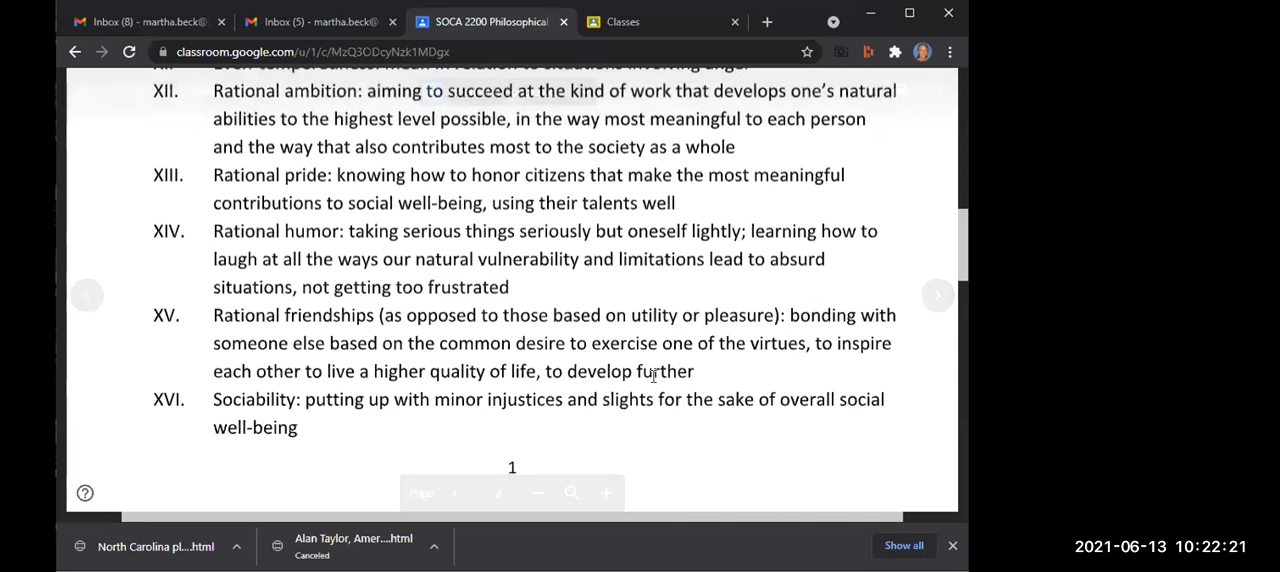 Inbox (8) - martha.beck@
Inbox (5) - martha.beck@
SOCA 2200 Philosophical
Classes
classroom.google.com/u/1/c/MzQ3ODcyNzk1MDgx
XII. Rational ambition: aiming to succeed at the kind of work that develops one's natural
abilities to the highest level possible, in the way most meaningful to each person
and the way that also contributes most to the society as a whole
XIII. Rational pride: knowing how to honor citizens that make the most meaningful
contributions to social well-being, using their talents well
XIV. Rational humor: taking serious things seriously but oneself lightly; learning how to
laugh at all the ways our natural vulnerability and limitations lead to absurd
situations, not getting too frustrated
XV. Rational friendships (as opposed to those based on utility or pleasure): bonding with
someone else based on the common desire to exercise one of the virtues, to inspire
each other to live a higher quality of life, to develop further
XVI. Sociability: putting up with minor injustices and slights for the sake of overall social
well-being
1
Page 1 2
North Carolina pl....html
Alan Taylor, Amer....html
Canceled
Show all
2021-06-13 10:22:21